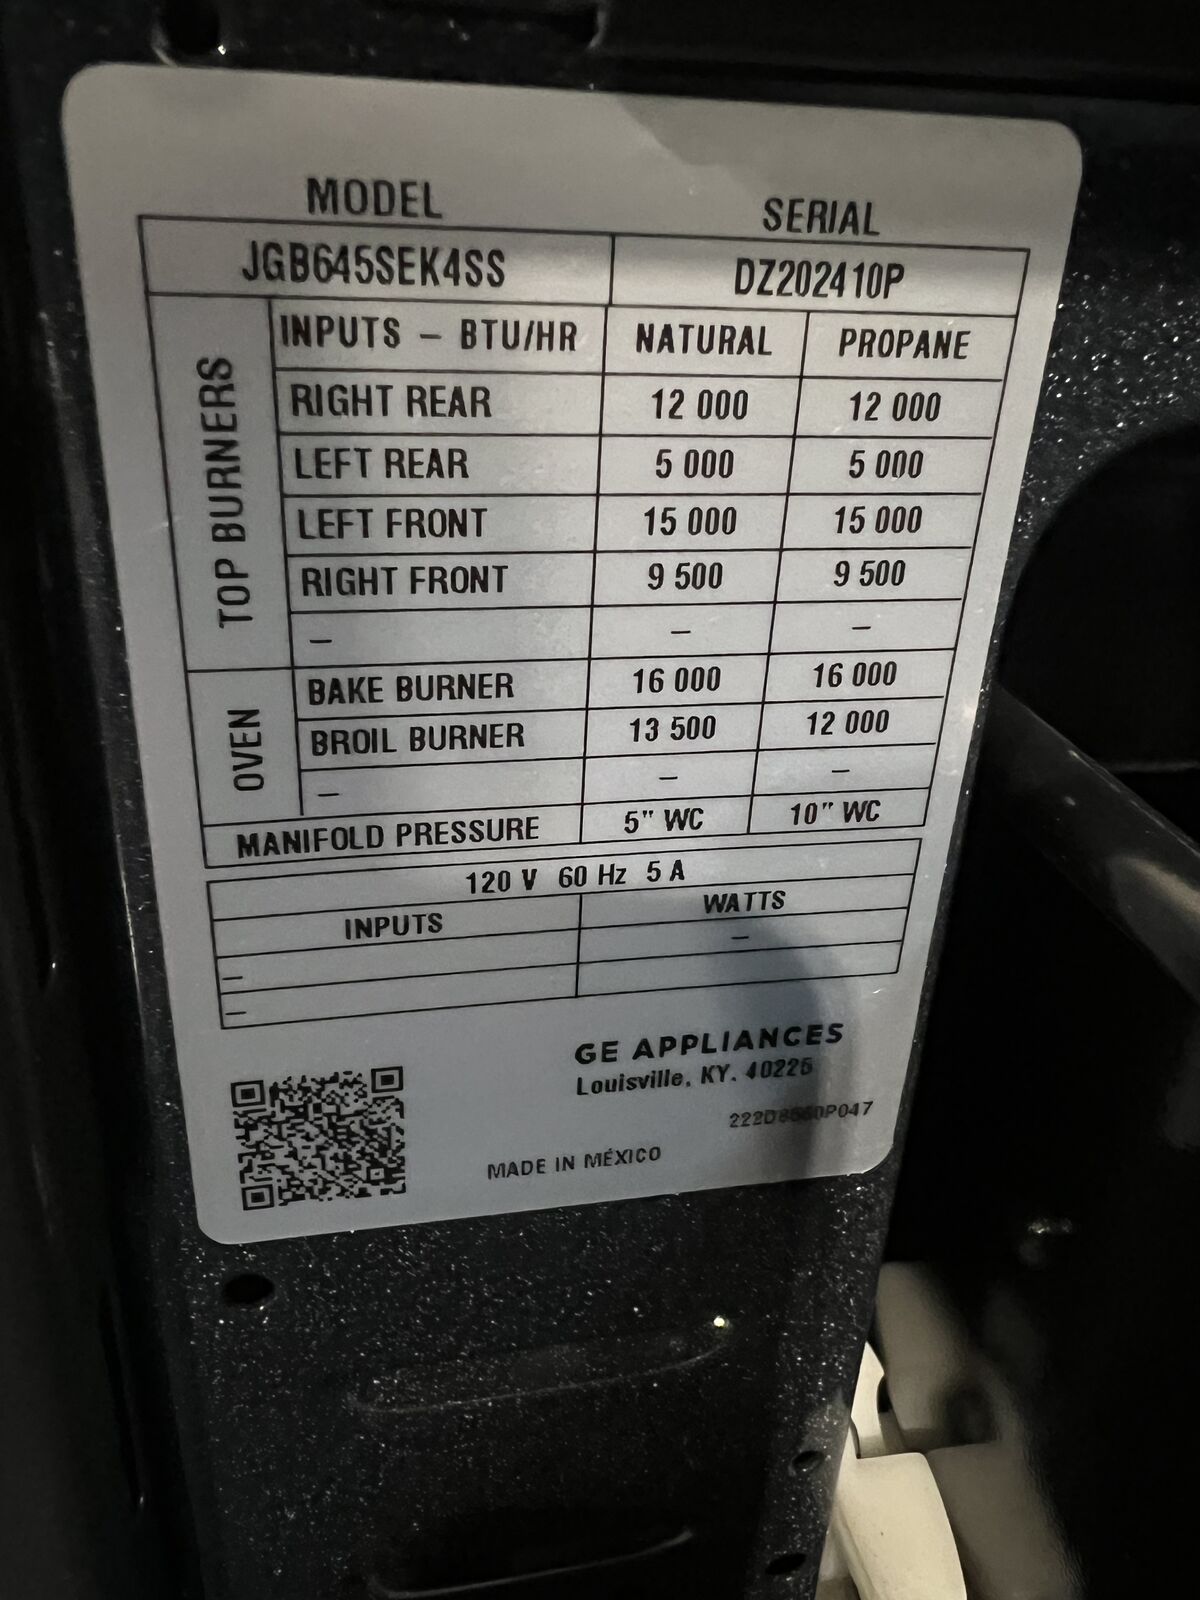 MODEL SERIAL
JGB645SEK4SS DZ202410P
TOP BURNERS
INPUTS – BTU/HR NATURAL PROPANE
RIGHT REAR 12 000 12 000
LEFT REAR 5 000 5 000
LEFT FRONT 15 000 15 000
RIGHT FRONT 9 500 9 500
– – –
OVEN
BAKE BURNER 16 000 16 000
BROIL BURNER 13 500 12 000
– – –
MANIFOLD PRESSURE 5" WC 10" WC
120 V 60 Hz 5 A
INPUTS WATTS
– –
–
GE APPLIANCES
Louisville, KY. 40225
MADE IN MÉXICO